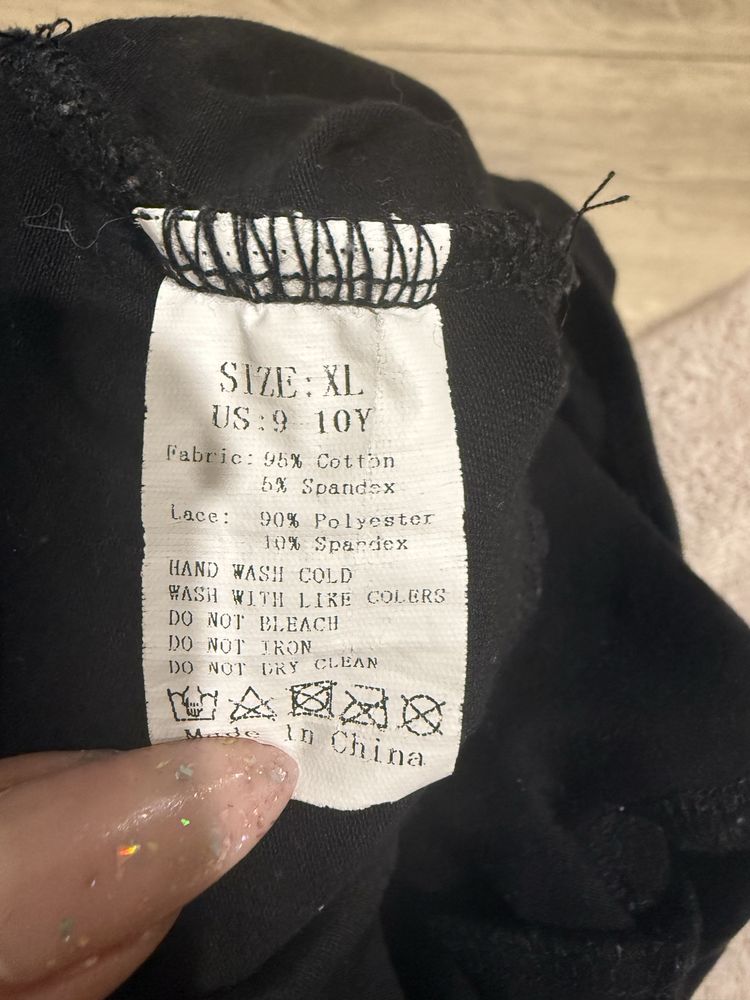 SIZE: XL
US:9 10Y
Fabric: 95% Cotton
5% Spandex
Lace: 90% Polyester
10% Spandex
HAND WASH COLD
WASH WITH LIKE COLERS
DO NOT BLEACH
DO NOT IRON
DO NOT DRY CLEAN
Made in China